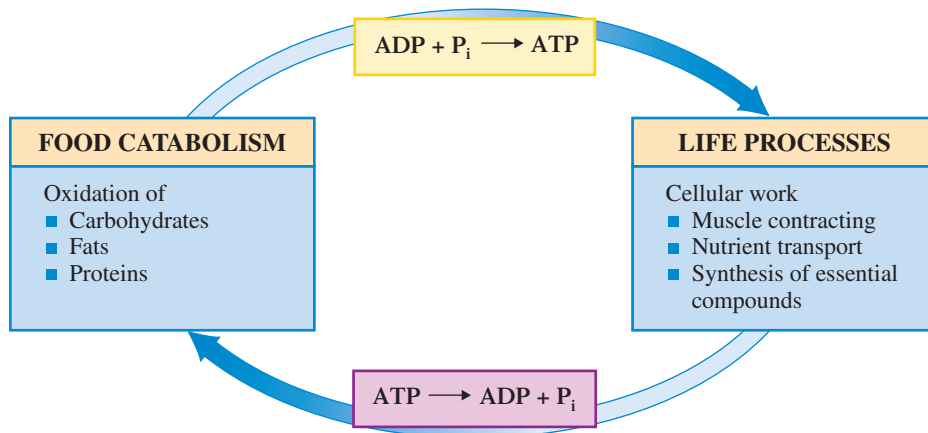 ADP + Pi ⟶ ATP
FOOD CATABOLISM
Oxidation of
■ Carbohydrates
■ Fats
■ Proteins
LIFE PROCESSES
Cellular work
■ Muscle contracting
■ Nutrient transport
■ Synthesis of essential
compounds
ATP ⟶ ADP + Pi